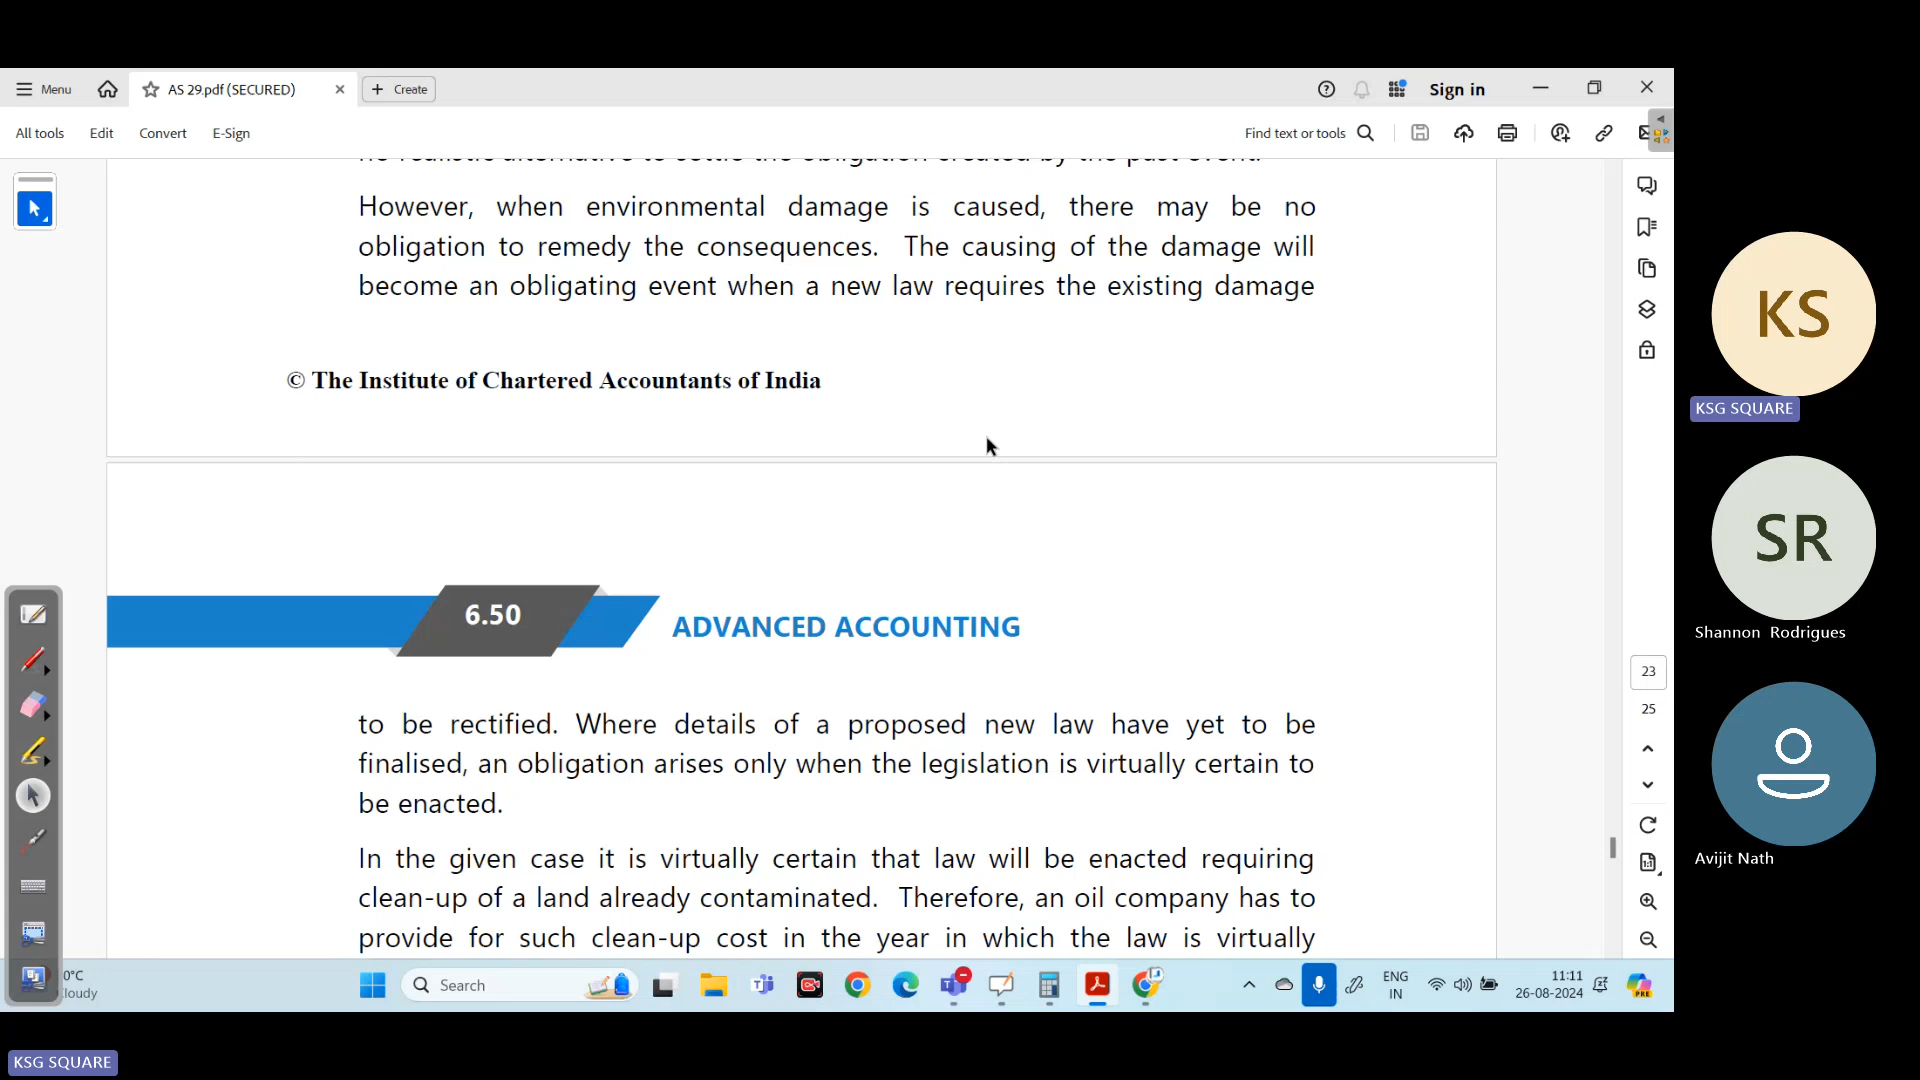 Menu
AS 29.pdf (SECURED)
Create
Sign in
All tools
Edit
Convert
E-Sign
Find text or tools
no realistic alternative to settle the obligation created by the past event.
However, when environmental damage is caused, there may be no
obligation to remedy the consequences. The causing of the damage will
become an obligating event when a new law requires the existing damage
© The Institute of Chartered Accountants of India
6.50
ADVANCED ACCOUNTING
to be rectified. Where details of a proposed new law have yet to be
finalised, an obligation arises only when the legislation is virtually certain to
be enacted.
In the given case it is virtually certain that law will be enacted requiring
clean-up of a land already contaminated. Therefore, an oil company has to
provide for such clean-up cost in the year in which the law is virtually
23
25
1:1
KS
KSG SQUARE
SR
Shannon Rodrigues
Avijit Nath
0°C
Cloudy
Search
ENG
IN
11:11
26-08-2024
PRE
KSG SQUARE